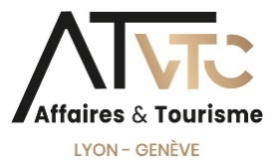 ATVTC
Affaires & Tourisme
LYON - GENÈVE